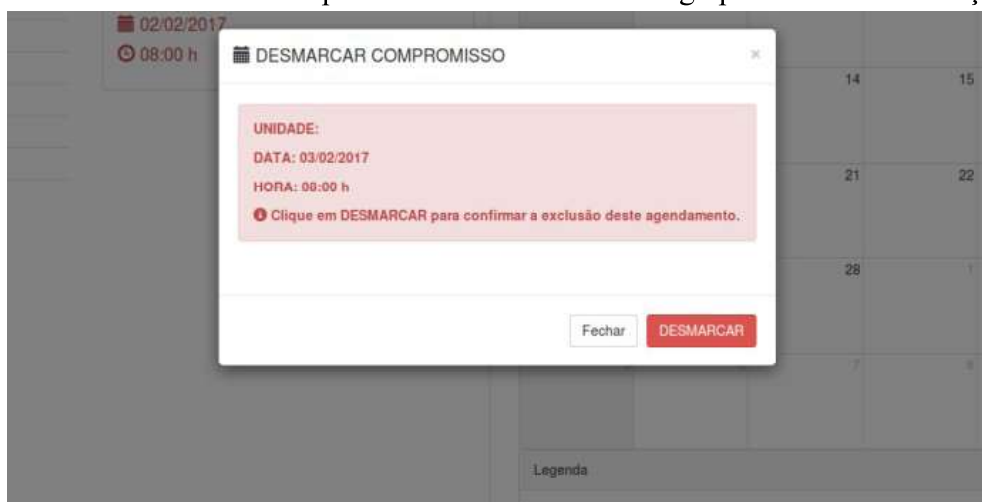 02/02/2017
08:00 h
DESMARCAR COMPROMISSO ×
UNIDADE:
DATA: 03/02/2017
HORA: 08:00 h
Clique em DESMARCAR para confirmar a exclusão deste agendamento.
Fechar DESMARCAR
14 15
21 22
28 1
7 8
Legenda